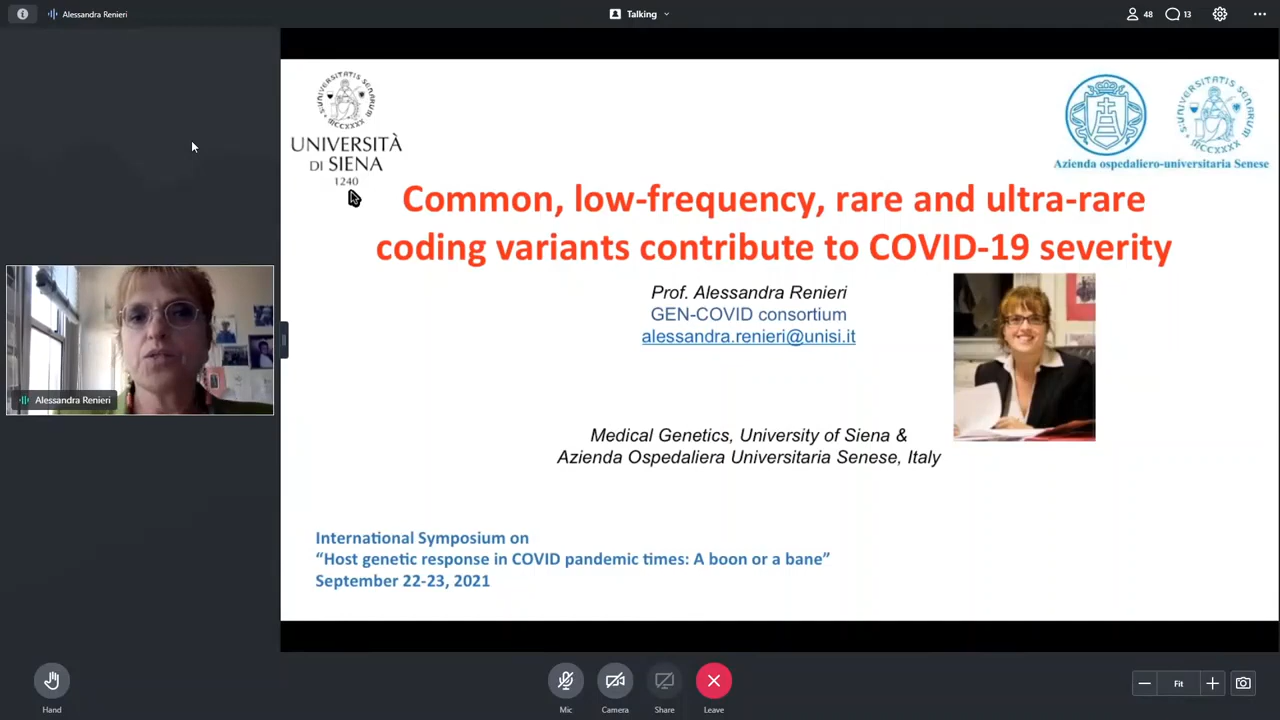 Alessandra Renieri
Talking
48
13
UNIVERSITÀ
DI SIENA
1240
Azienda ospedaliero-universitaria Senese
Common, low-frequency, rare and ultra-rare
coding variants contribute to COVID-19 severity
Prof. Alessandra Renieri
GEN-COVID consortium
alessandra.renieri@unisi.it
Alessandra Renieri
Medical Genetics, University of Siena &
Azienda Ospedaliera Universitaria Senese, Italy
International Symposium on
“Host genetic response in COVID pandemic times: A boon or a bane”
September 22-23, 2021
Hand
Mic
Camera
Share
Leave
Fit